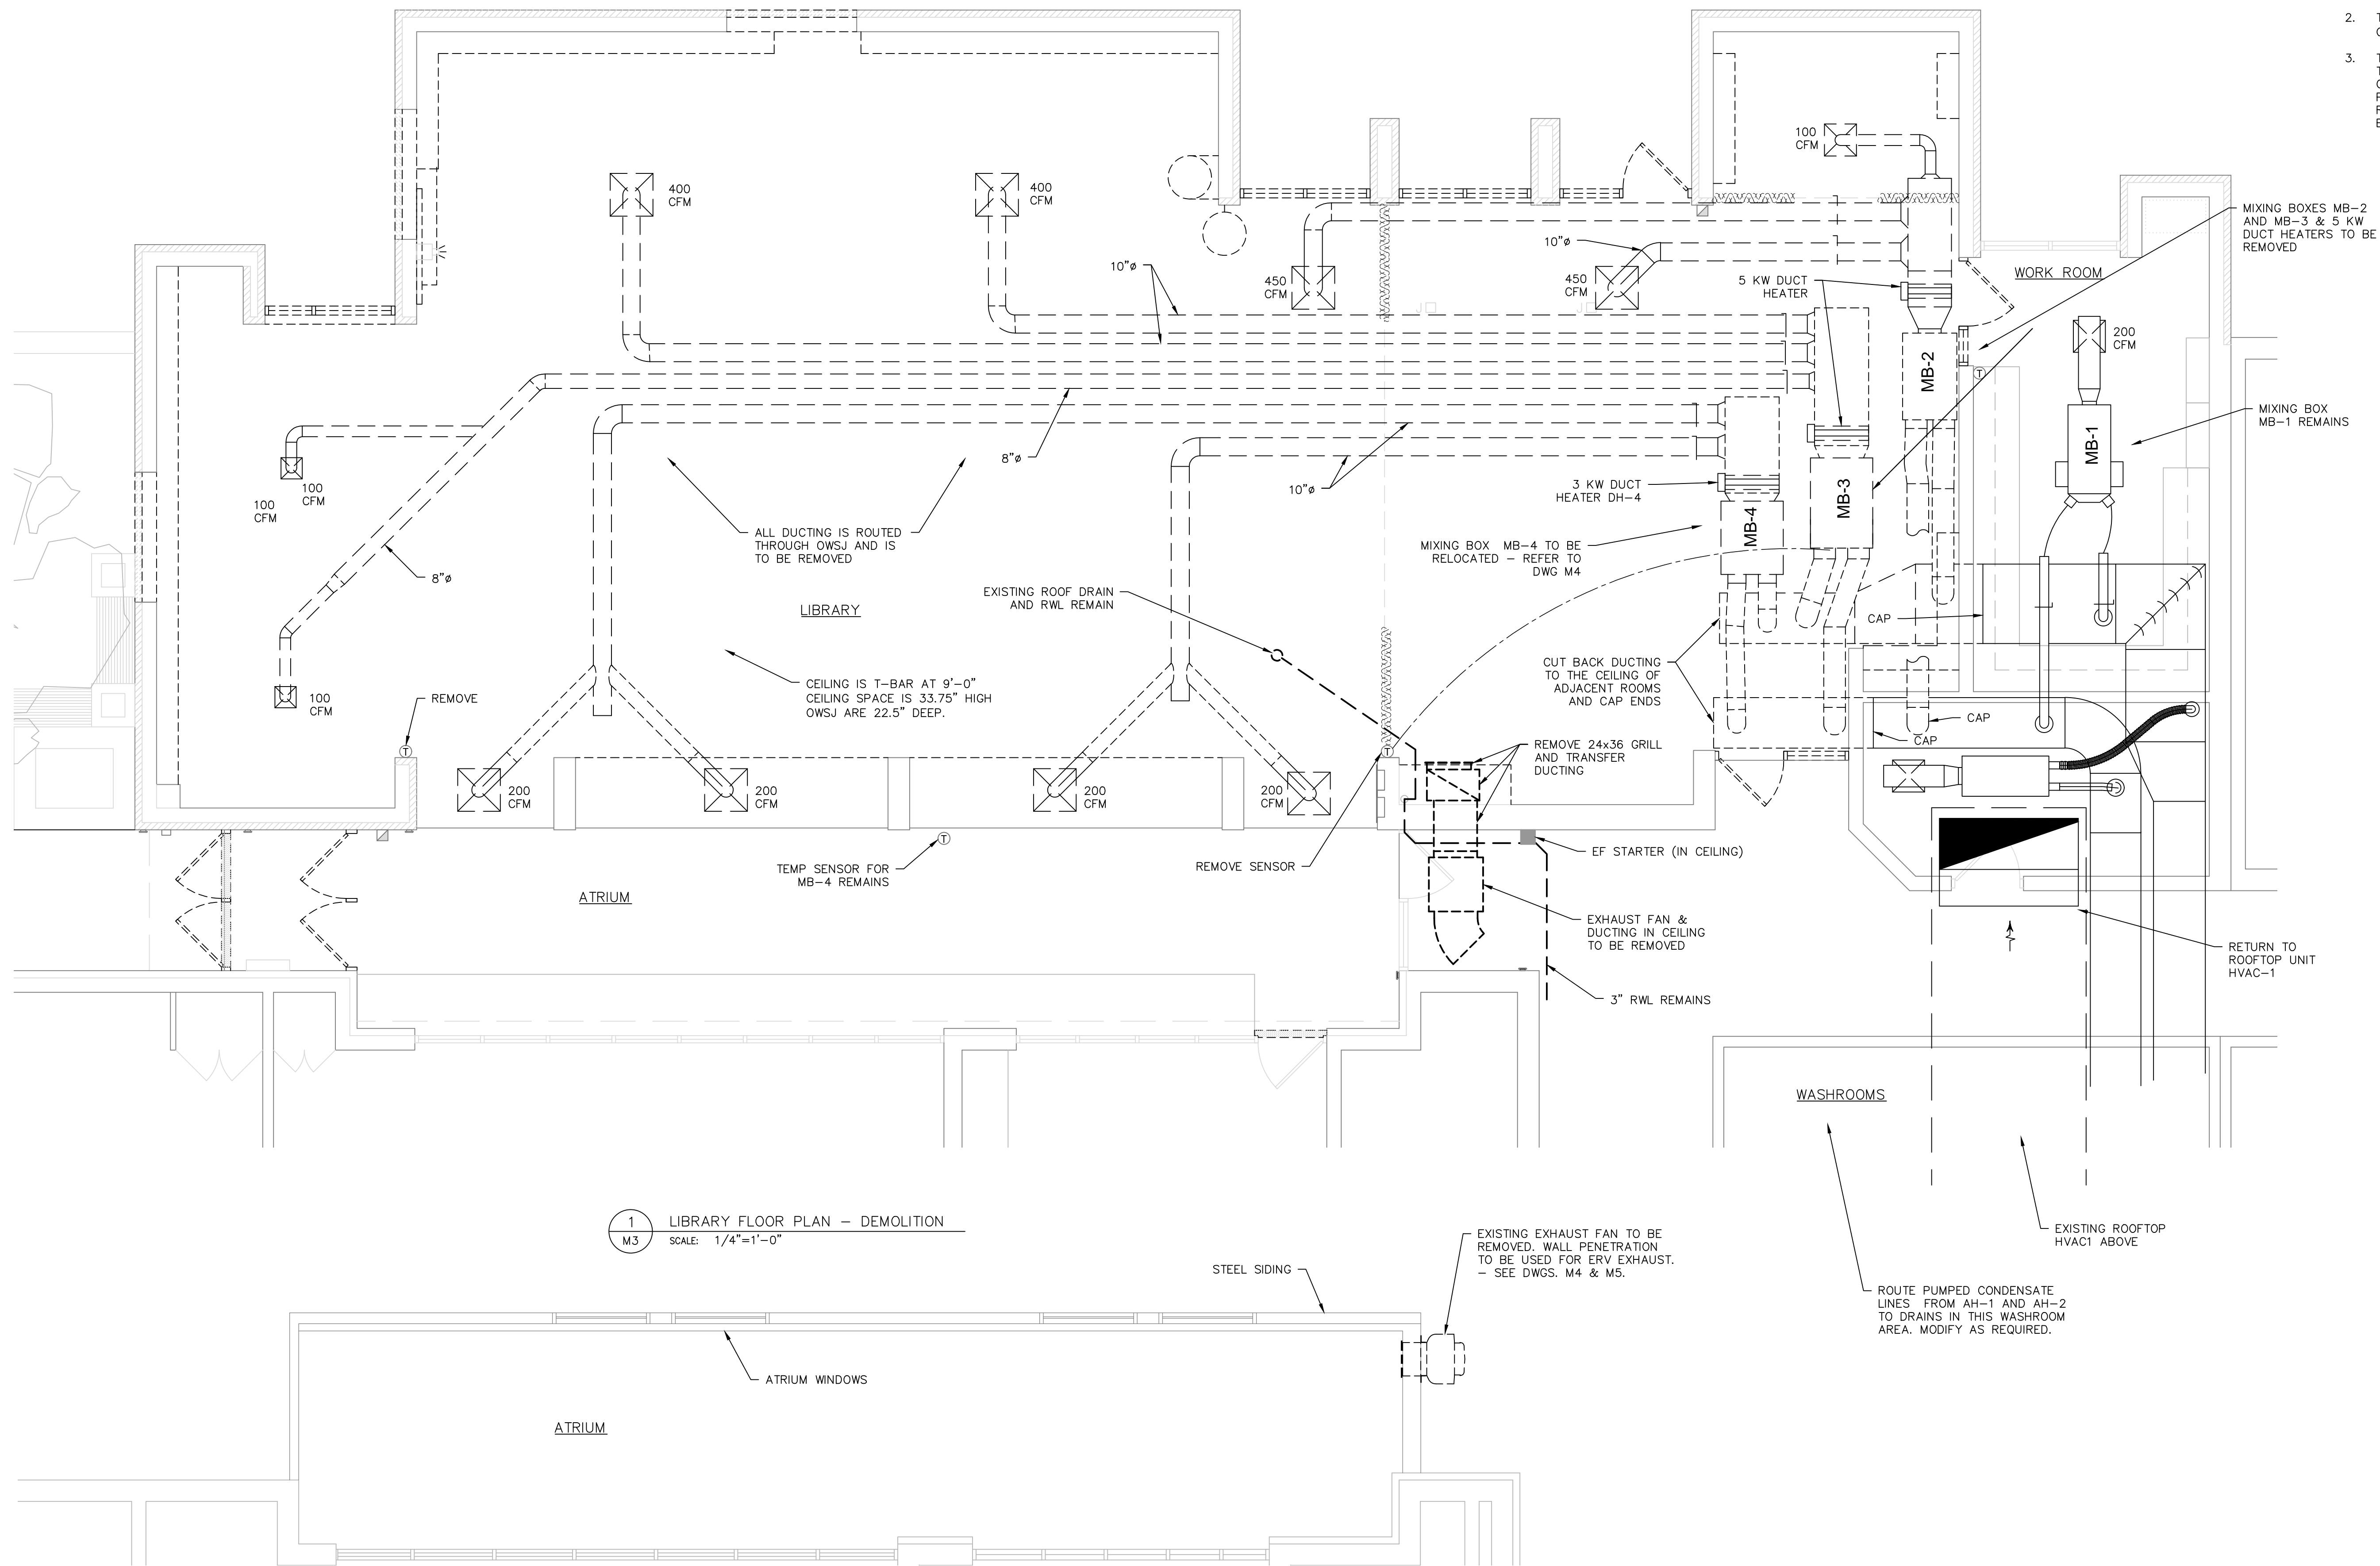 2.
3.
100
CFM
400
CFM
400
CFM
MIXING BOXES MB-2
AND MB-3 & 5 KW
DUCT HEATERS TO BE
REMOVED
10"ø
10"ø
450
CFM
450
CFM
5 KW DUCT
HEATER
WORK ROOM
J
J
200
CFM
MB-2
T
MIXING BOX
MB-1 REMAINS
MB-1
8"ø
10"ø
3 KW DUCT
HEATER DH-4
MB-3
MB-4
100
CFM
100
CFM
ALL DUCTING IS ROUTED
THROUGH OWSJ AND IS
TO BE REMOVED
MIXING BOX MB-4 TO BE
RELOCATED – REFER TO
DWG M4
8"ø
LIBRARY
EXISTING ROOF DRAIN
AND RWL REMAIN
CAP
CUT BACK DUCTING
TO THE CEILING OF
ADJACENT ROOMS
AND CAP ENDS
CEILING IS T-BAR AT 9'-0"
CEILING SPACE IS 33.75" HIGH
OWSJ ARE 22.5" DEEP.
100
CFM
REMOVE
T
CAP
CAP
T
REMOVE 24x36 GRILL
AND TRANSFER
DUCTING
200
CFM
200
CFM
200
CFM
200
CFM
T
TEMP SENSOR FOR
MB-4 REMAINS
REMOVE SENSOR
EF STARTER (IN CEILING)
ATRIUM
EXHAUST FAN &
DUCTING IN CEILING
TO BE REMOVED
RETURN TO
ROOFTOP UNIT
HVAC-1
3" RWL REMAINS
WASHROOMS
1
M3
LIBRARY FLOOR PLAN – DEMOLITION
SCALE: 1/4"=1'-0"
EXISTING ROOFTOP
HVAC1 ABOVE
EXISTING EXHAUST FAN TO BE
REMOVED. WALL PENETRATION
TO BE USED FOR ERV EXHAUST.
– SEE DWGS. M4 & M5.
STEEL SIDING
ROUTE PUMPED CONDENSATE
LINES FROM AH-1 AND AH-2
TO DRAINS IN THIS WASHROOM
AREA. MODIFY AS REQUIRED.
ATRIUM WINDOWS
ATRIUM